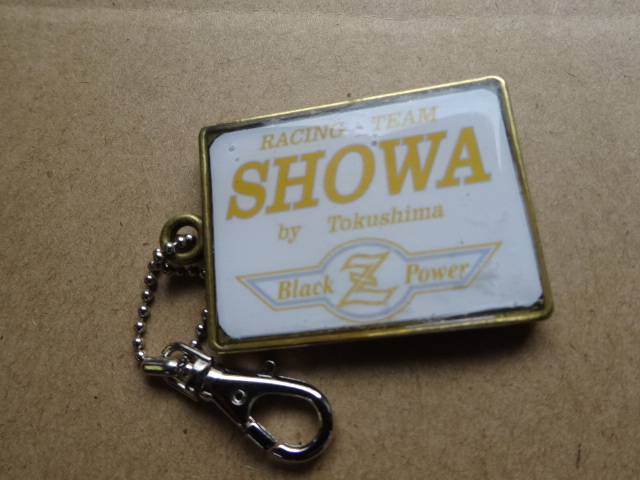 RACING TEAM
SHOWA
by Tokushima
Black Z Power